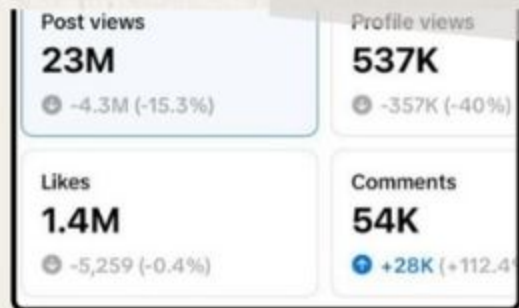 Post views
Profile views
23M
537K
-4.3M (-15.3%)
-357K (-40%)
Likes
Comments
1.4M
54K
-5,259 (-0.4%)
+28K (+112.4